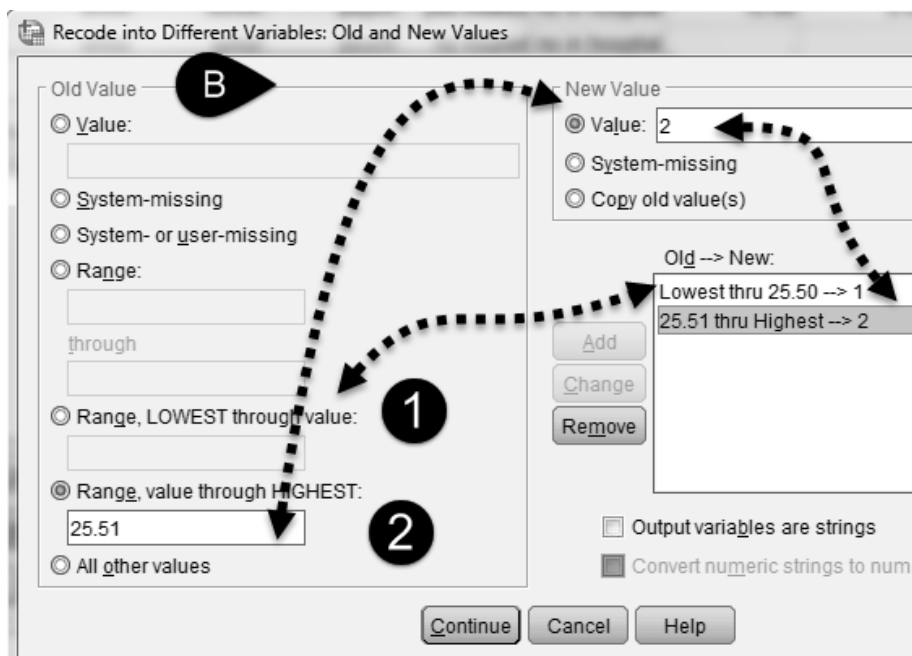 Recode into Different Variables: Old and New Values
B
Old Value
Value:
System-missing
System- or user-missing
Range:
through
Range, LOWEST through value:
1
Range, value through HIGHEST:
25.51
2
All other values
New Value
Value: 2
System-missing
Copy old value(s)
Old --> New:
Lowest thru 25.50 --> 1
25.51 thru Highest --> 2
Add
Change
Remove
Output variables are strings
Convert numeric strings to num
Continue
Cancel
Help